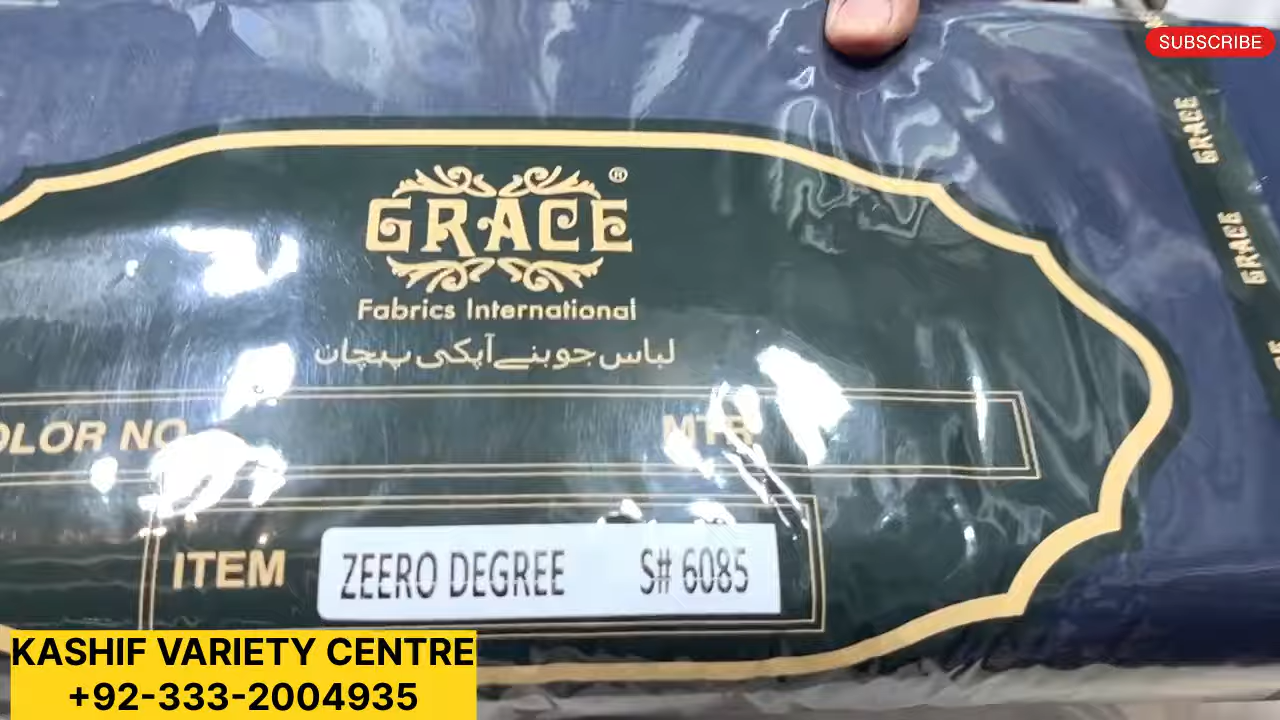 SUBSCRIBE
GRACE
GRACE
GRACE®
Fabrics International
لباس جو بنے آپکی پہچان
OLOR NO
MTR
ITEM ZEERO DEGREE S# 6085
KASHIF VARIETY CENTRE
+92-333-2004935